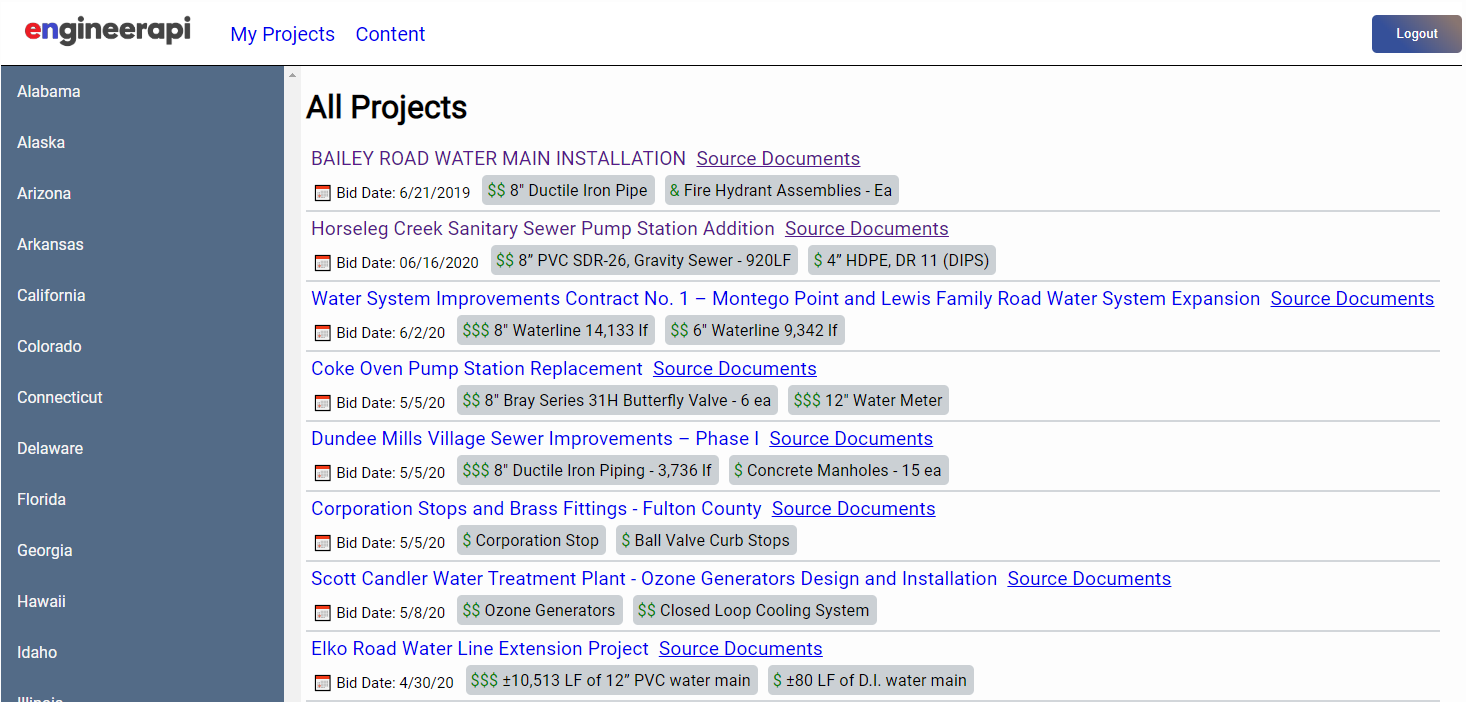 engineerapi
My Projects Content
Logout
Alabama
Alaska
Arizona
Arkansas
California
Colorado
Connecticut
Delaware
Florida
Georgia
Hawaii
Idaho
Illinois
All Projects
BAILEY ROAD WATER MAIN INSTALLATION Source Documents
Bid Date: 6/21/2019 $$ 8" Ductile Iron Pipe & Fire Hydrant Assemblies - Ea
Horseleg Creek Sanitary Sewer Pump Station Addition Source Documents
Bid Date: 06/16/2020 $$ 8” PVC SDR-26, Gravity Sewer - 920LF $ 4” HDPE, DR 11 (DIPS)
Water System Improvements Contract No. 1 – Montego Point and Lewis Family Road Water System Expansion Source Documents
Bid Date: 6/2/20 $$$ 8" Waterline 14,133 lf $$ 6" Waterline 9,342 lf
Coke Oven Pump Station Replacement Source Documents
Bid Date: 5/5/20 $$ 8" Bray Series 31H Butterfly Valve - 6 ea $$$ 12" Water Meter
Dundee Mills Village Sewer Improvements – Phase I Source Documents
Bid Date: 5/5/20 $$$ 8" Ductile Iron Piping - 3,736 lf $ Concrete Manholes - 15 ea
Corporation Stops and Brass Fittings - Fulton County Source Documents
Bid Date: 5/5/20 $ Corporation Stop $ Ball Valve Curb Stops
Scott Candler Water Treatment Plant - Ozone Generators Design and Installation Source Documents
Bid Date: 5/8/20 $$ Ozone Generators $$ Closed Loop Cooling System
Elko Road Water Line Extension Project Source Documents
Bid Date: 4/30/20 $$$ ±10,513 LF of 12” PVC water main $ ±80 LF of D.I. water main